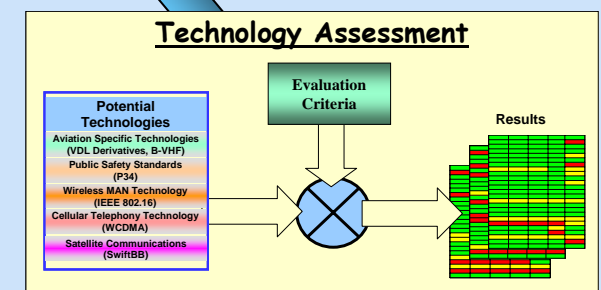 Technology Assessment
Evaluation
Criteria
Potential
Technologies
Aviation Specific Technologies
(VDL Derivatives, B-VHF)
Public Safety Standards
(P34)
Wireless MAN Technology
(IEEE 802.16)
Cellular Telephony Technology
(WCDMA)
Satellite Communications
(SwiftBB)
Results